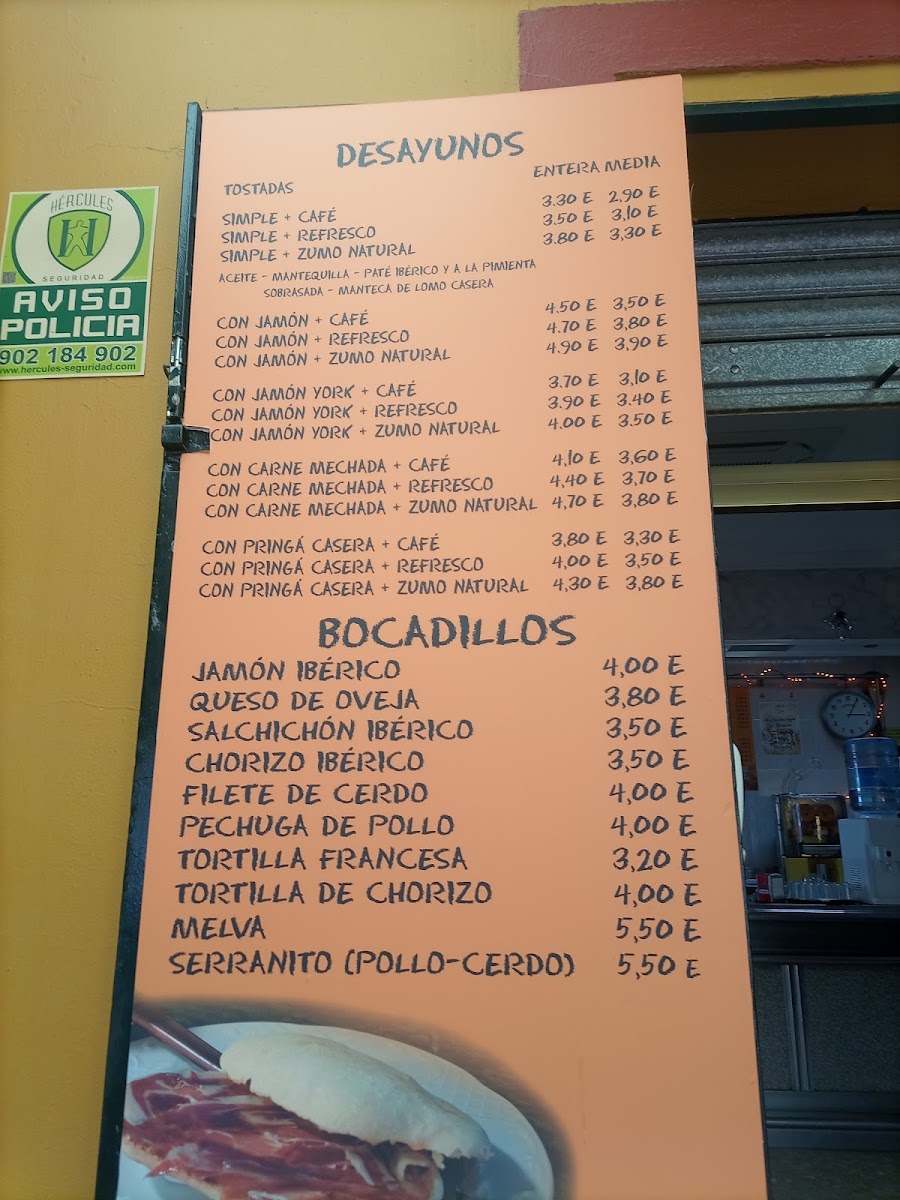 HÉRCULES
SEGURIDAD
AVISO
POLICIA
902 184 902
www.hercules-seguridad.com
DESAYUNOS
TOSTADAS ENTERA MEDIA
SIMPLE + CAFÉ 3.30 E 2.90 E
SIMPLE + REFRESCO 3.50 E 3,10 E
SIMPLE + ZUMO NATURAL 3.80 E 3,30 E
ACEITE - MANTEQUILLA - PATÉ IBÉRICO Y A LA PIMIENTA
SOBRASADA - MANTECA DE LOMO CASERA
CON JAMÓN + CAFÉ 4.50 E 3,50 E
CON JAMÓN + REFRESCO 4.70 E 3,80 E
CON JAMÓN + ZUMO NATURAL 4.90 E 3,90 E
CON JAMÓN YORK + CAFÉ 3.70 E 3,10 E
CON JAMÓN YORK + REFRESCO 3.90 E 3.40 E
CON JAMÓN YORK + ZUMO NATURAL 4.00 E 3.50 E
CON CARNE MECHADA + CAFÉ 4,10 E 3,60 E
CON CARNE MECHADA + REFRESCO 4,40 E 3,70 E
CON CARNE MECHADA + ZUMO NATURAL 4,70 E 3,80 E
CON PRINGÁ CASERA + CAFÉ 3,80 E 3,30 E
CON PRINGÁ CASERA + REFRESCO 4,00 E 3,50 E
CON PRINGÁ CASERA + ZUMO NATURAL 4,30 E 3,80 E
BOCADILLOS
JAMÓN IBÉRICO 4,00 E
QUESO DE OVEJA 3,80 E
SALCHICHÓN IBÉRICO 3,50 E
CHORIZO IBÉRICO 3,50 E
FILETE DE CERDO 4,00 E
PECHUGA DE POLLO 4,00 E
TORTILLA FRANCESA 3,20 E
TORTILLA DE CHORIZO 4,00 E
MELVA 5,50 E
SERRANITO (POLLO-CERDO) 5,50 E